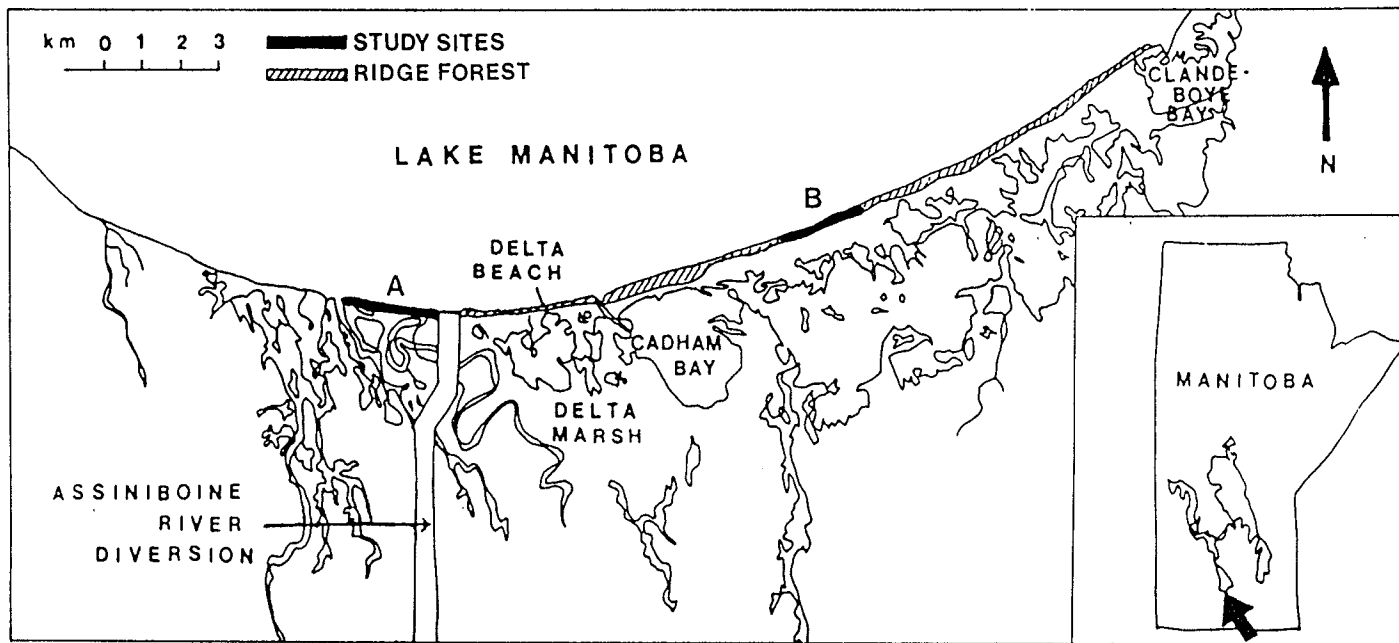 km 0 1 2 3
STUDY SITES
RIDGE FOREST
LAKE MANITOBA
CLANDE-
BOYE
BAY
N
B
DELTA
BEACH
A
CADHAM
BAY
DELTA
MARSH
MANITOBA
ASSINIBOINE
RIVER
DIVERSION